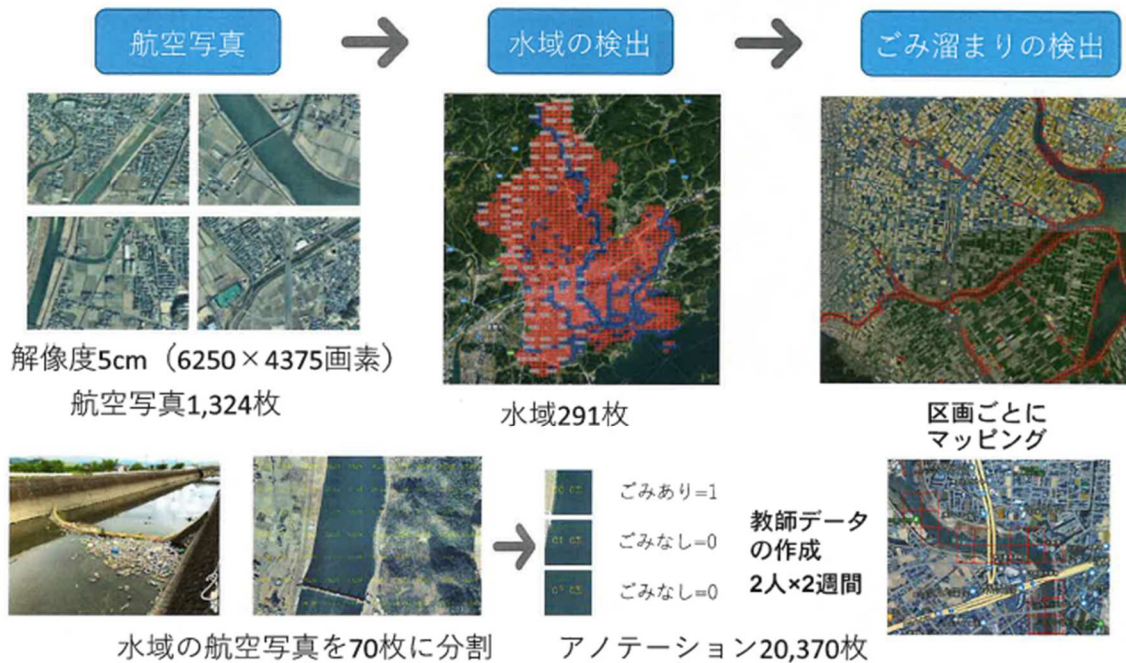 航空写真
水域の検出
ごみ溜まりの検出
解像度5cm（6250×4375画素）
航空写真1,324枚
水域291枚
区画ごとに
マッピング
ごみあり=1
ごみなし=0
ごみなし=0
教師データ
の作成
2人×2週間
水域の航空写真を70枚に分割
アノテーション20,370枚